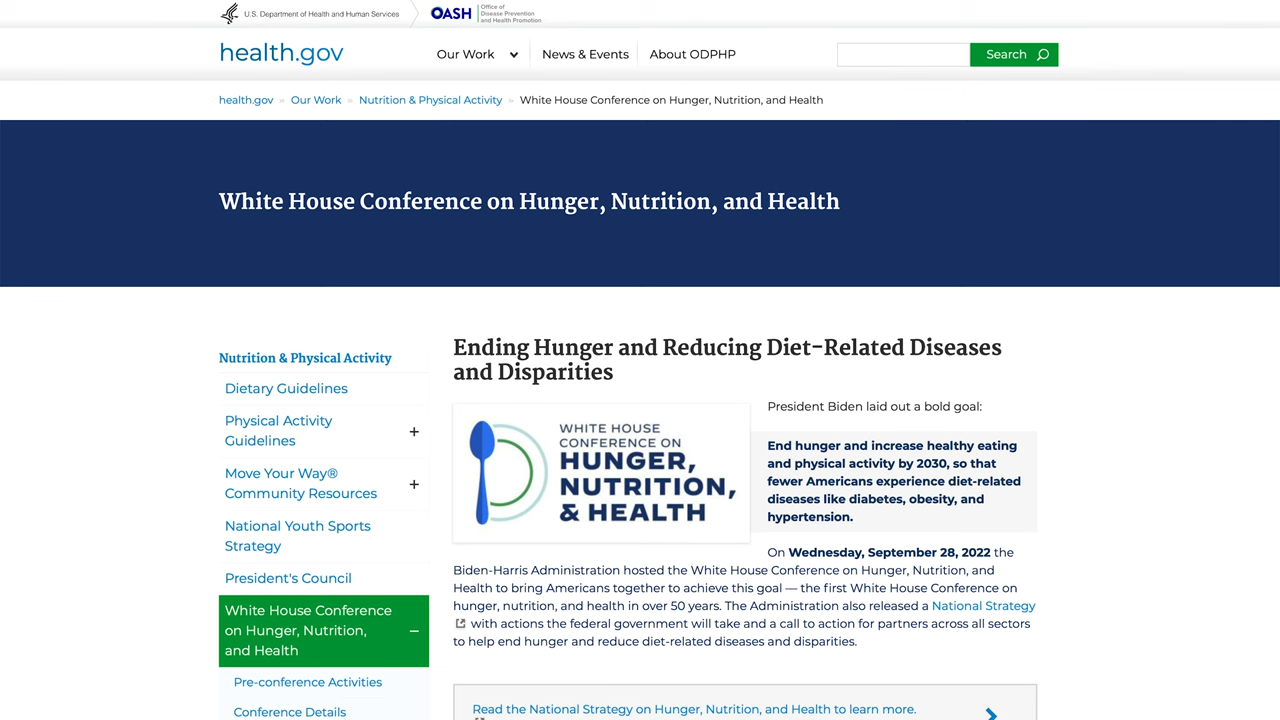 U.S. Department of Health and Human Services
OASH
Office of
Disease Prevention
and Health Promotion
health.gov
Our Work
News & Events
About ODPHP
Search
health.gov » Our Work » Nutrition & Physical Activity » White House Conference on Hunger, Nutrition, and Health
White House Conference on Hunger, Nutrition, and Health
Nutrition & Physical Activity
Dietary Guidelines
Physical Activity
Guidelines
+
Move Your Way®
Community Resources
+
National Youth Sports
Strategy
President's Council
White House Conference
on Hunger, Nutrition,
and Health
–
Pre-conference Activities
Conference Details
Ending Hunger and Reducing Diet-Related Diseases
and Disparities
WHITE HOUSE
CONFERENCE ON
HUNGER,
NUTRITION,
& HEALTH
President Biden laid out a bold goal:
End hunger and increase healthy eating
and physical activity by 2030, so that
fewer Americans experience diet-related
diseases like diabetes, obesity, and
hypertension.
On Wednesday, September 28, 2022 the
Biden-Harris Administration hosted the White House Conference on Hunger, Nutrition, and
Health to bring Americans together to achieve this goal — the first White House Conference on
hunger, nutrition, and health in over 50 years. The Administration also released a National Strategy
with actions the federal government will take and a call to action for partners across all sectors
to help end hunger and reduce diet-related diseases and disparities.
Read the National Strategy on Hunger, Nutrition, and Health to learn more.